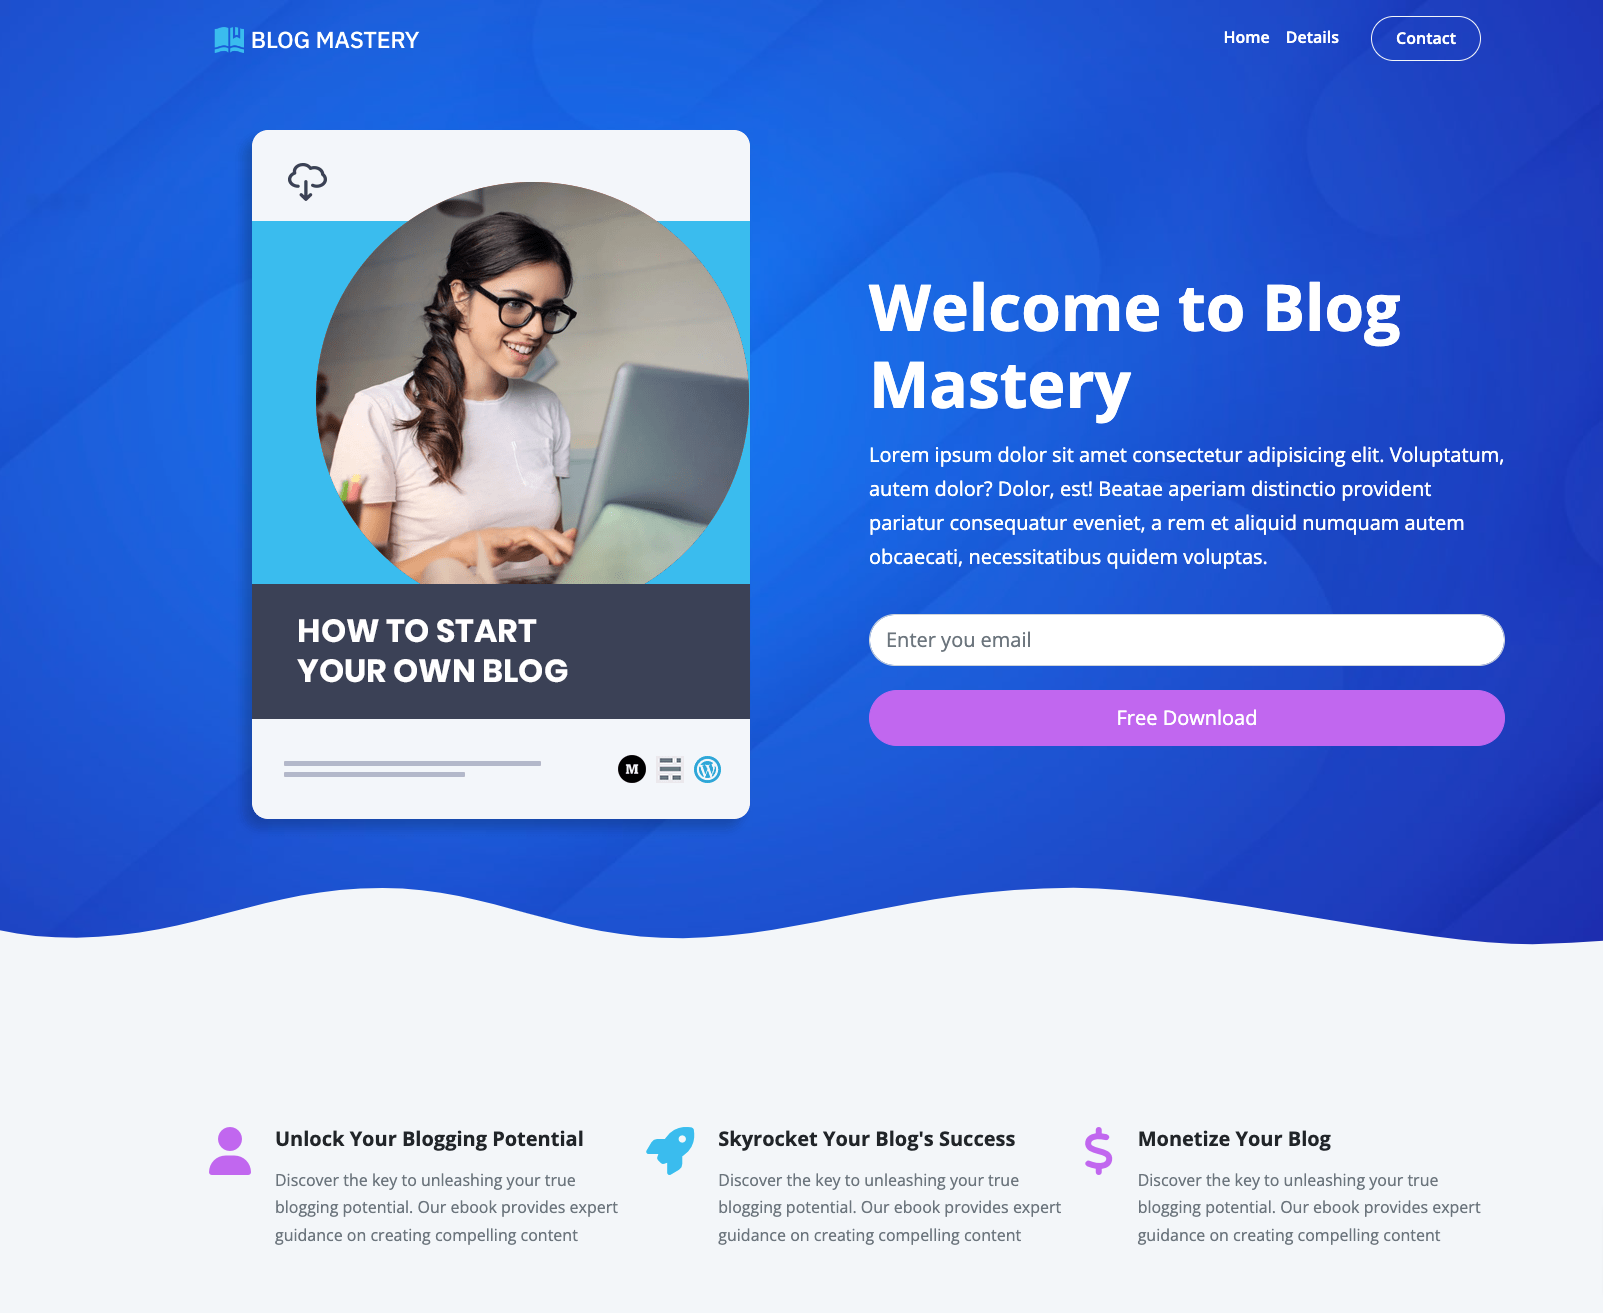 BLOG MASTERY
Home Details Contact
HOW TO START
YOUR OWN BLOG
M
Welcome to Blog
Mastery
Lorem ipsum dolor sit amet consectetur adipisicing elit. Voluptatum,
autem dolor? Dolor, est! Beatae aperiam distinctio provident
pariatur consequatur eveniet, a rem et aliquid numquam autem
obcaecati, necessitatibus quidem voluptas.
Enter you email
Free Download
Unlock Your Blogging Potential
Discover the key to unleashing your true
blogging potential. Our ebook provides expert
guidance on creating compelling content
Skyrocket Your Blog's Success
Discover the key to unleashing your true
blogging potential. Our ebook provides expert
guidance on creating compelling content
Monetize Your Blog
Discover the key to unleashing your true
blogging potential. Our ebook provides expert
guidance on creating compelling content